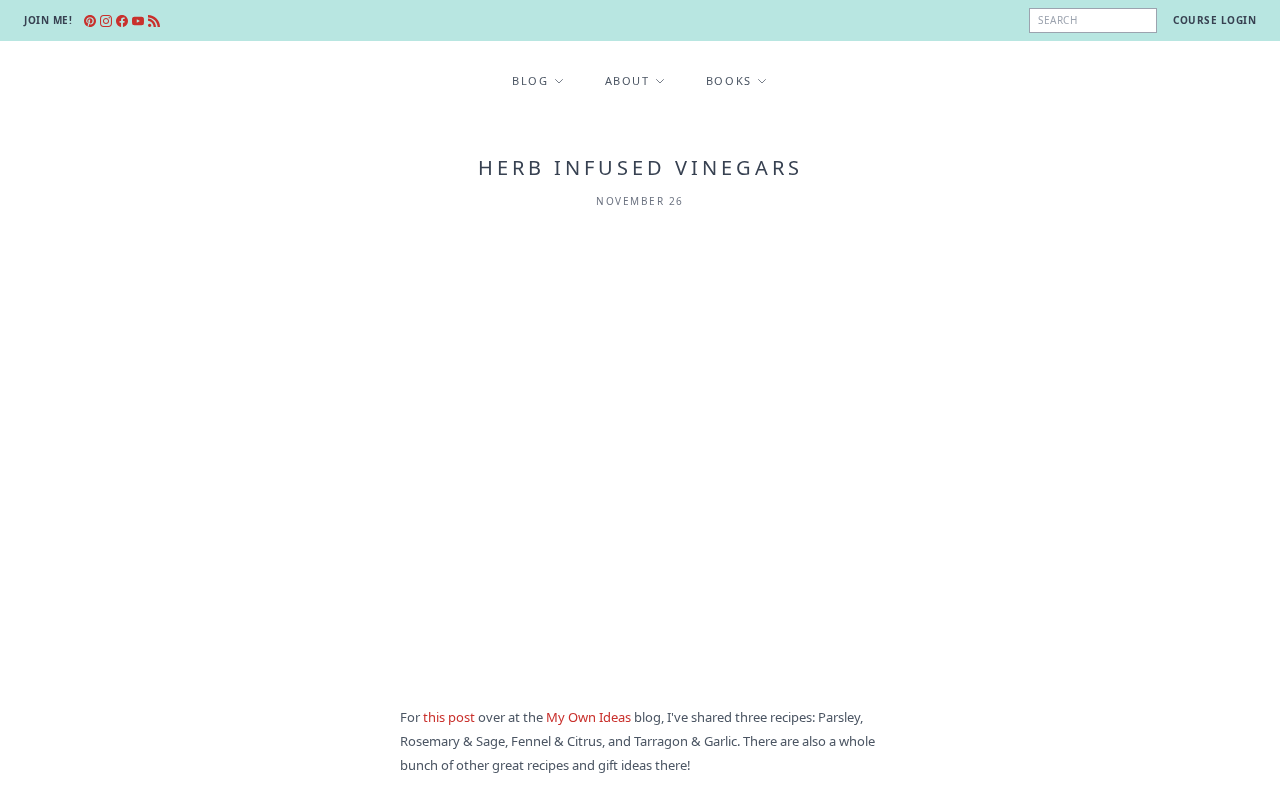 JOIN ME!
SEARCH
COURSE LOGIN
BLOG
ABOUT
BOOKS
HERB INFUSED VINEGARS
NOVEMBER 26
For this post over at the My Own Ideas blog, I've shared three recipes: Parsley,
Rosemary & Sage, Fennel & Citrus, and Tarragon & Garlic. There are also a whole
bunch of other great recipes and gift ideas there!